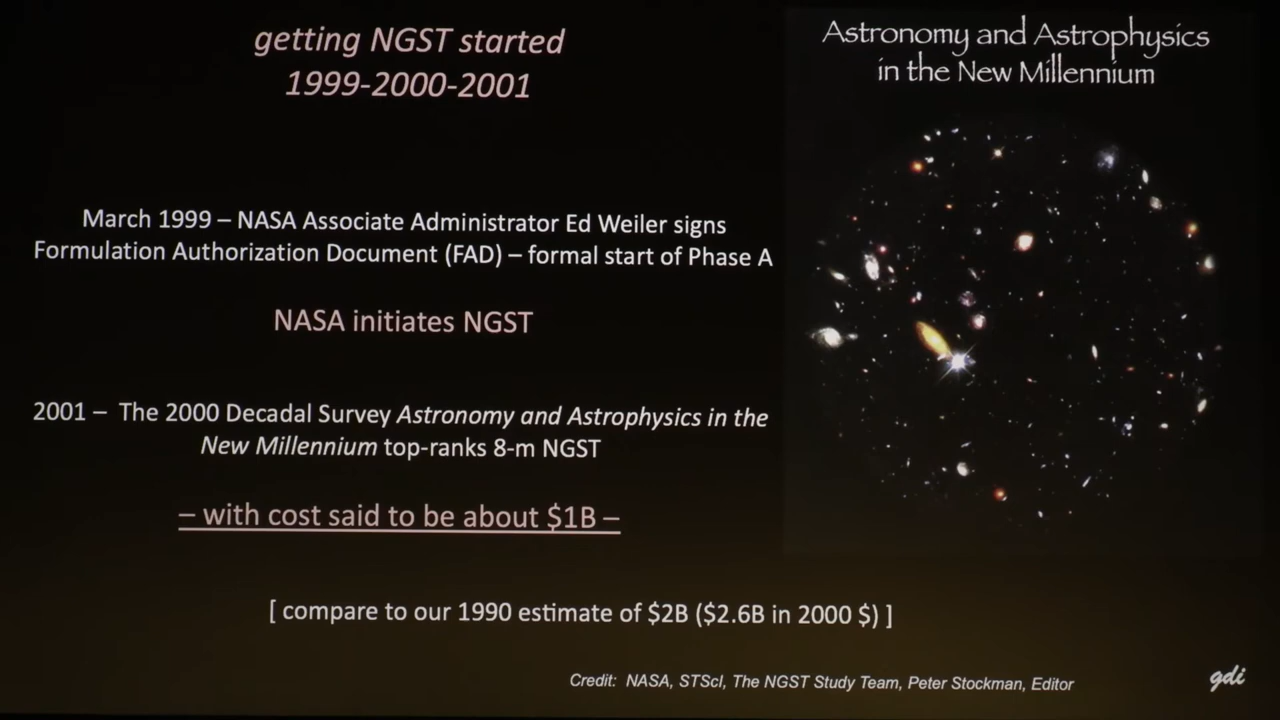 getting NGST started
1999-2000-2001
Astronomy and Astrophysics
in the New Millennium
March 1999 – NASA Associate Administrator Ed Weiler signs
Formulation Authorization Document (FAD) – formal start of Phase A
NASA initiates NGST
2001 – The 2000 Decadal Survey Astronomy and Astrophysics in the
New Millennium top-ranks 8-m NGST
– with cost said to be about $1B –
[ compare to our 1990 estimate of $2B ($2.6B in 2000 $) ]
Credit: NASA, STScI, The NGST Study Team, Peter Stockman, Editor
gdi